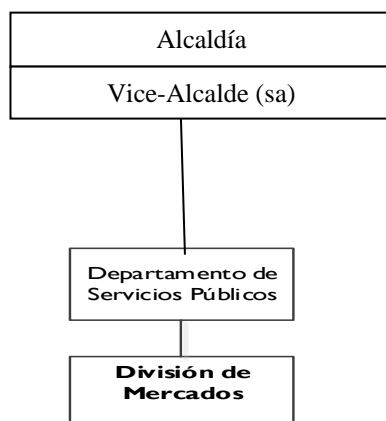 Alcaldía
Vice-Alcalde (sa)
Departamento de
Servicios Públicos
División de
Mercados